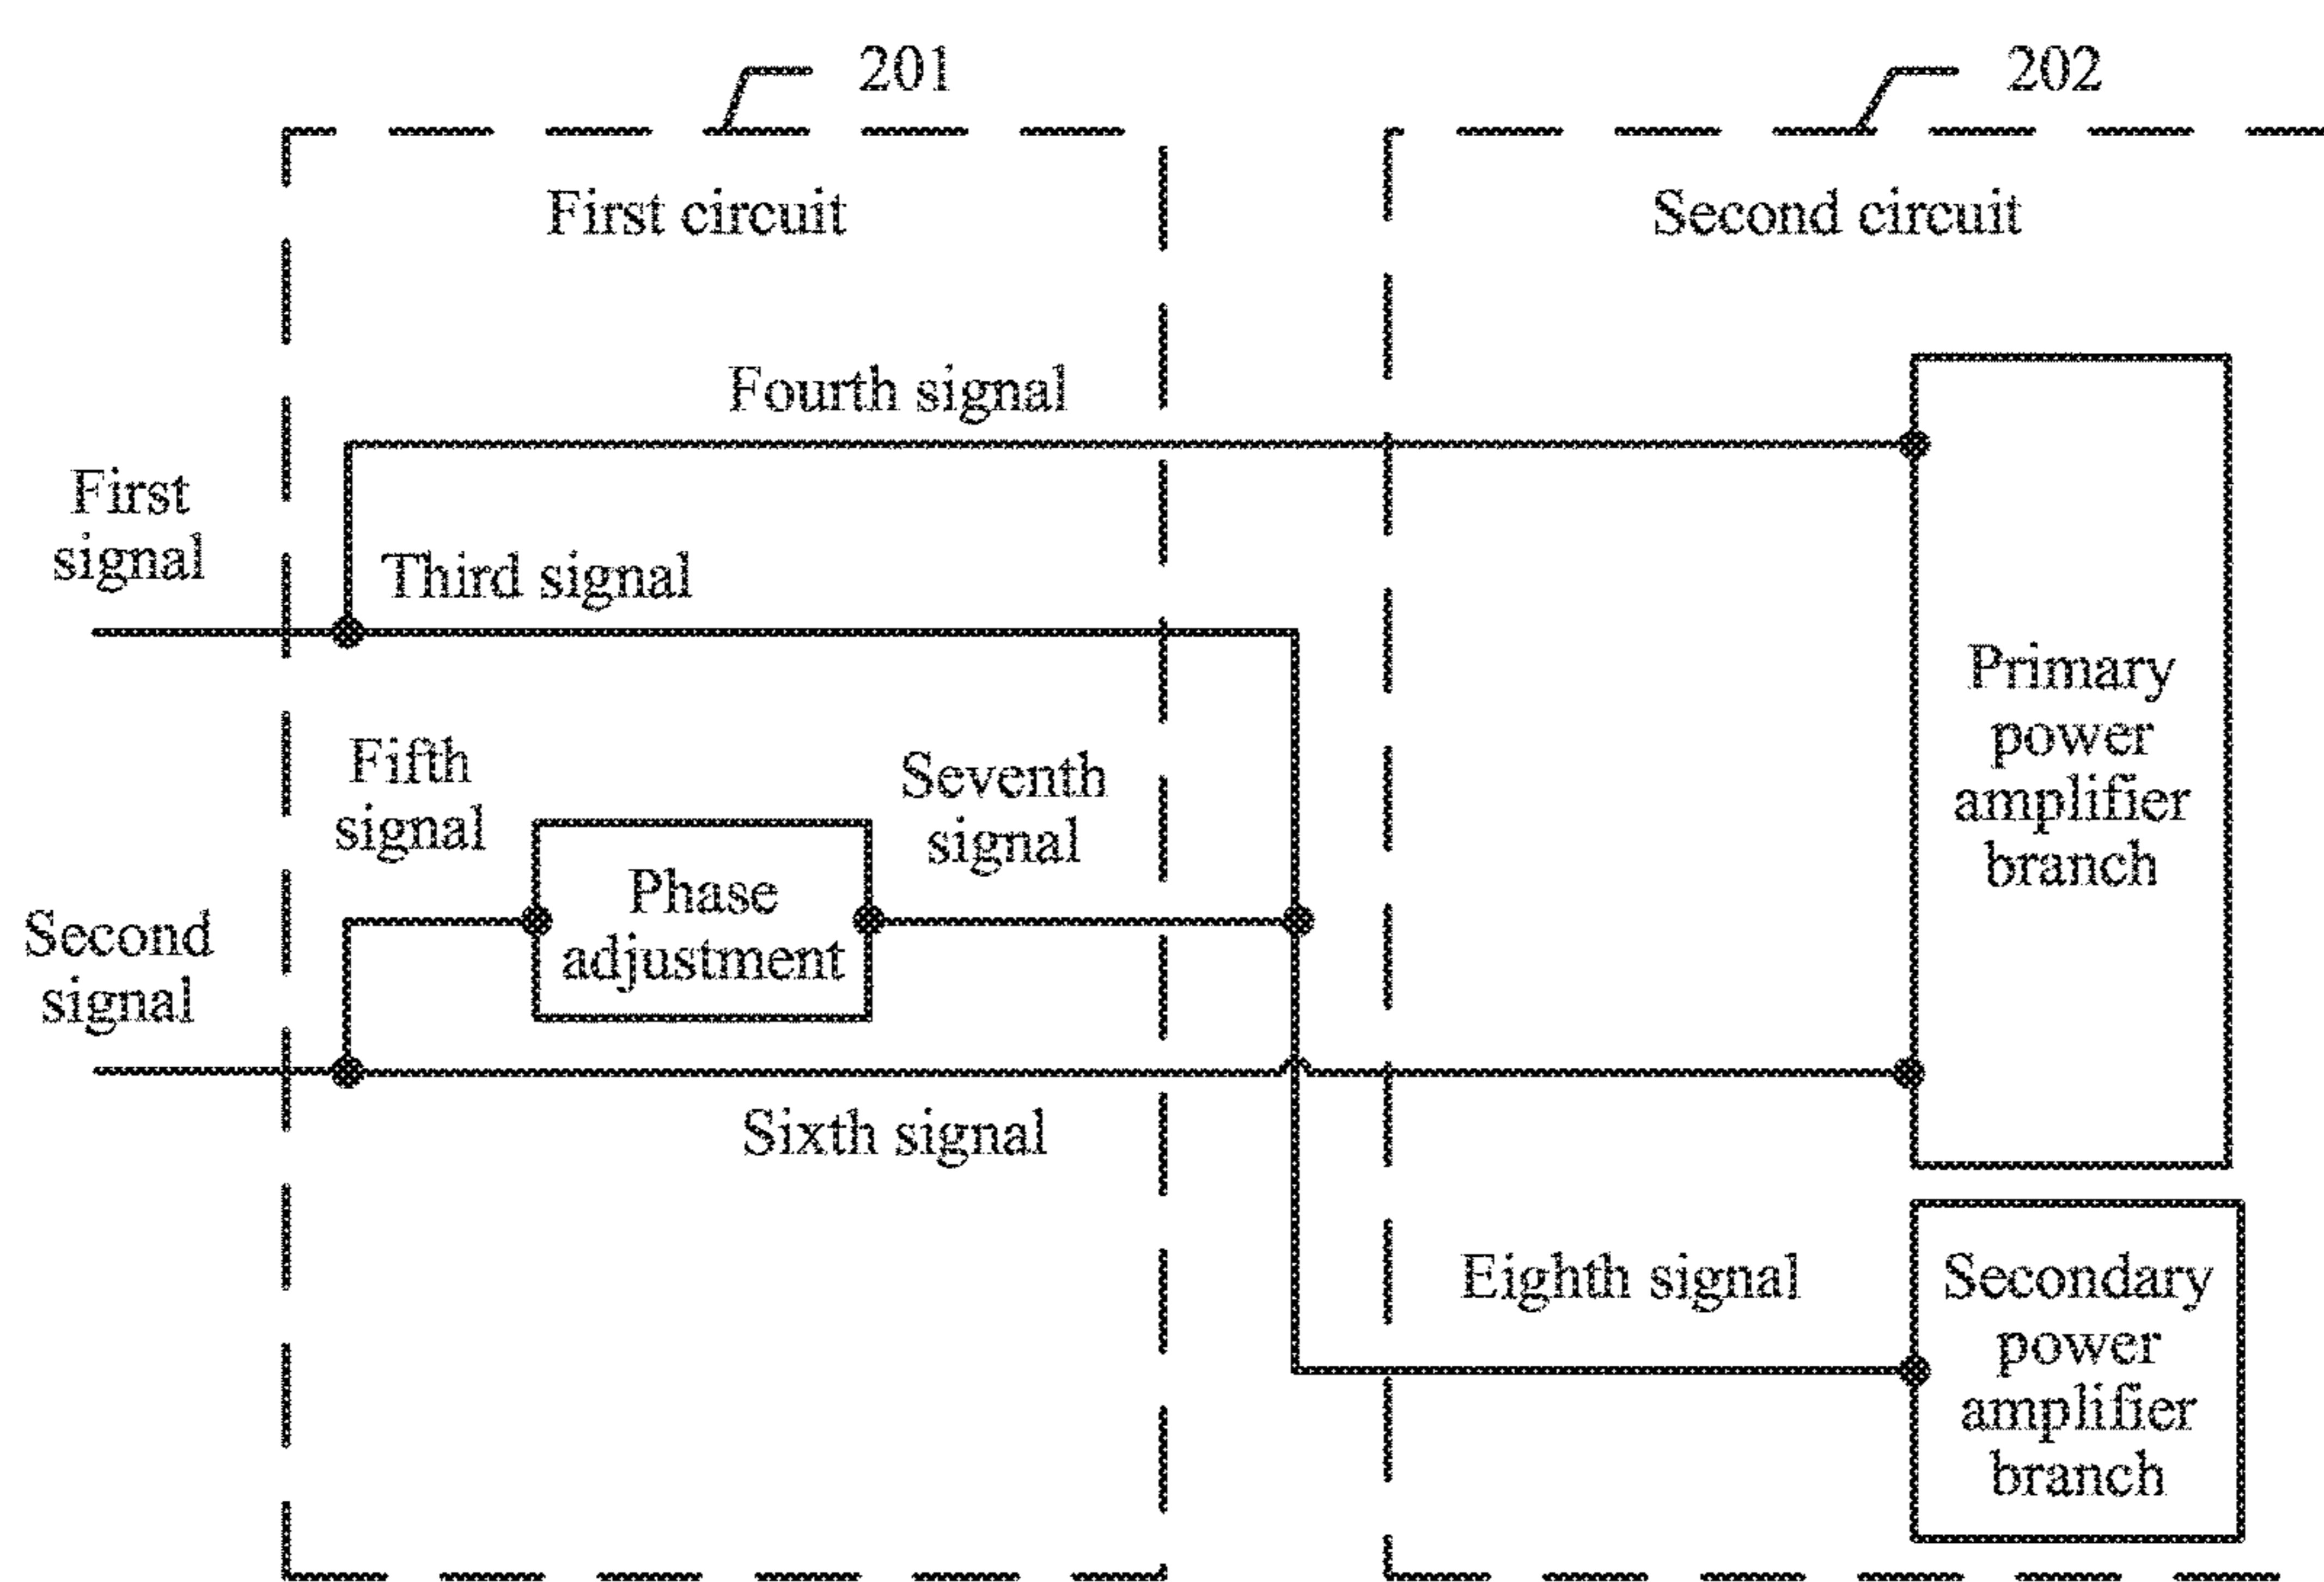 201
202
First circuit
Second circuit
Fourth signal
First
signal
Third signal
Primary
power
amplifier
branch
Fifth
signal
Seventh
signal
Phase
adjustment
Second
signal
Sixth signal
Eighth signal
Secondary
power
amplifier
branch